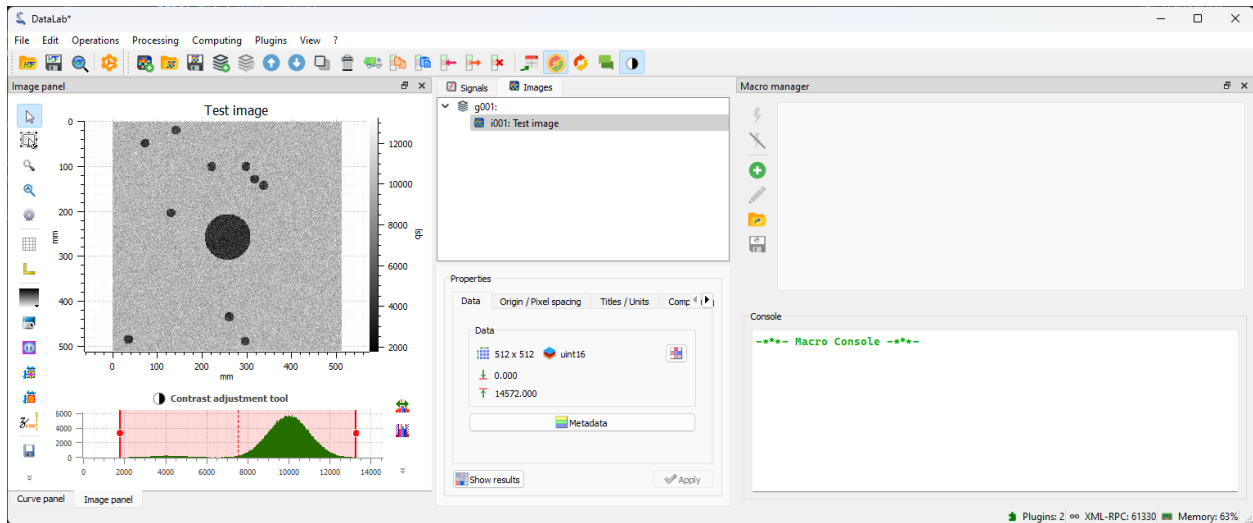 DataLab*
File Edit Operations Processing Computing Plugins View ?
Image panel
Test image
0
100
200
300
400
500
mm
0 100 200 300 400 500
mm
12000
10000
8000
6000
4000
2000
lsb
Contrast adjustment tool
6000
4000
2000
0
0 2000 4000 6000 8000 10000 12000 14000
Curve panel Image panel
Signals Images
g001:
i001: Test image
Properties
Data Origin / Pixel spacing Titles / Units
Data
512 x 512 uint16
0.000
14572.000
Metadata
Show results Apply
Macro manager
Console
-***- Macro Console -***-
Plugins: 2 XML-RPC: 61330 Memory: 63%